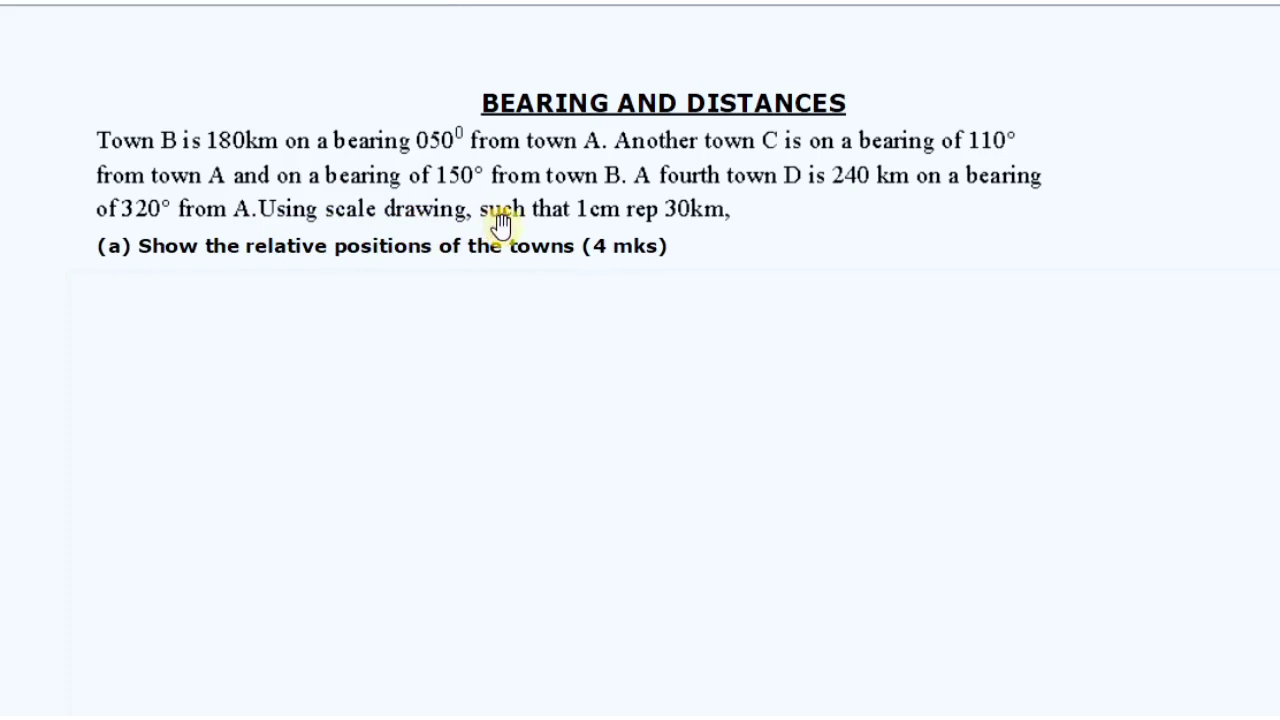 BEARING AND DISTANCES
Town B is 180km on a bearing 050⁰ from town A. Another town C is on a bearing of 110°
from town A and on a bearing of 150° from town B. A fourth town D is 240 km on a bearing
of 320° from A.Using scale drawing, such that 1cm rep 30km,
(a) Show the relative positions of the towns (4 mks)